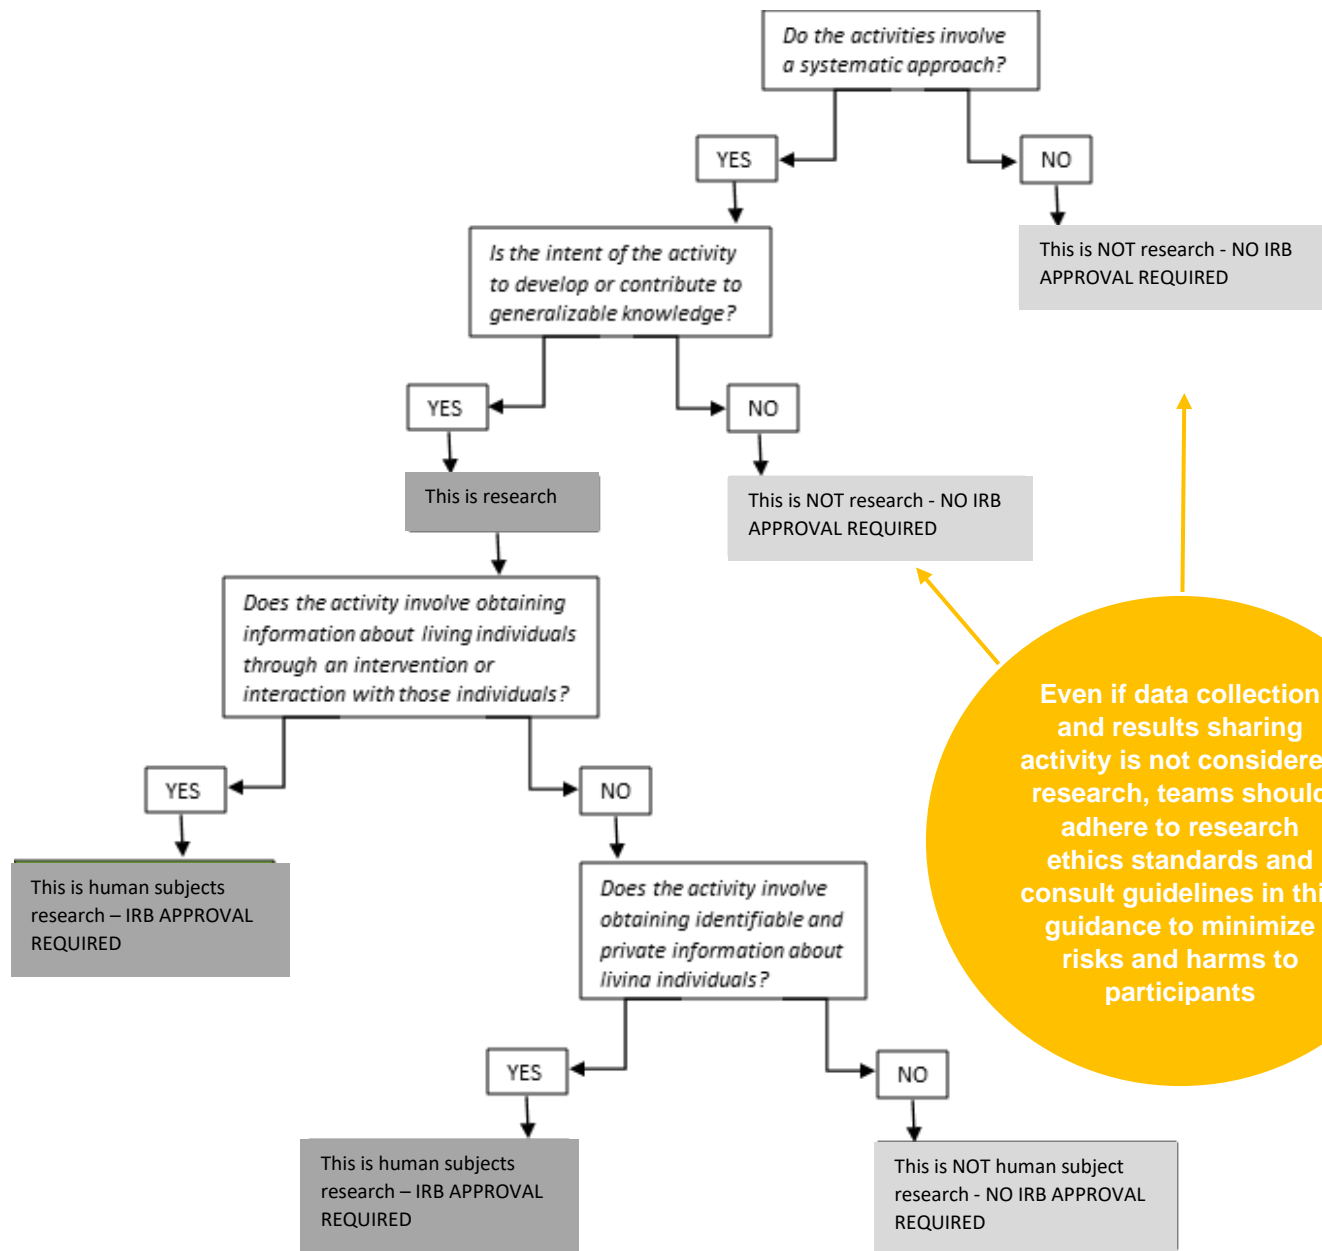 Do the activities involve
a systematic approach?
YES
NO
This is NOT research - NO IRB
APPROVAL REQUIRED
Is the intent of the activity
to develop or contribute to
generalizable knowledge?
YES
NO
This is research
This is NOT research - NO IRB
APPROVAL REQUIRED
Does the activity involve obtaining
information about living individuals
through an intervention or
interaction with those individuals?
YES
NO
This is human subjects
research – IRB APPROVAL
REQUIRED
Does the activity involve
obtaining identifiable and
private information about
living individuals?
YES
NO
This is human subjects
research – IRB APPROVAL
REQUIRED
This is NOT human subject
research - NO IRB APPROVAL
REQUIRED
Even if data collection
and results sharing
activity is not considere
research, teams should
adhere to research
ethics standards and
consult guidelines in thi
guidance to minimize
risks and harms to
participants